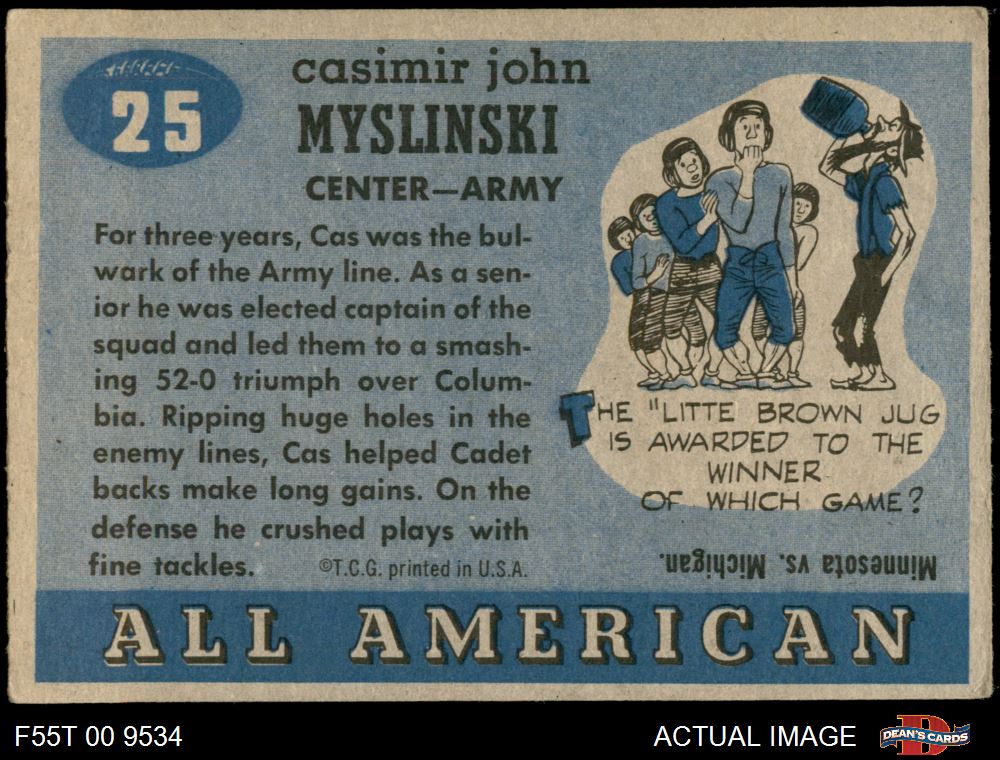 25
casimir john
MYSLINSKI
CENTER—ARMY
For three years, Cas was the bul-
wark of the Army line. As a sen-
ior he was elected captain of the
squad and led them to a smash-
ing 52-0 triumph over Colum-
bia. Ripping huge holes in the
enemy lines, Cas helped Cadet
backs make long gains. On the
defense he crushed plays with
fine tackles.
©T.C.G. printed in U.S.A.
THE "LITTE BROWN JUG
IS AWARDED TO THE
WINNER
OF WHICH GAME?
Minnesota vs. Michigan.
ALL AMERICAN
F55T 00 9534
ACTUAL IMAGE
D
DEAN'S CARDS